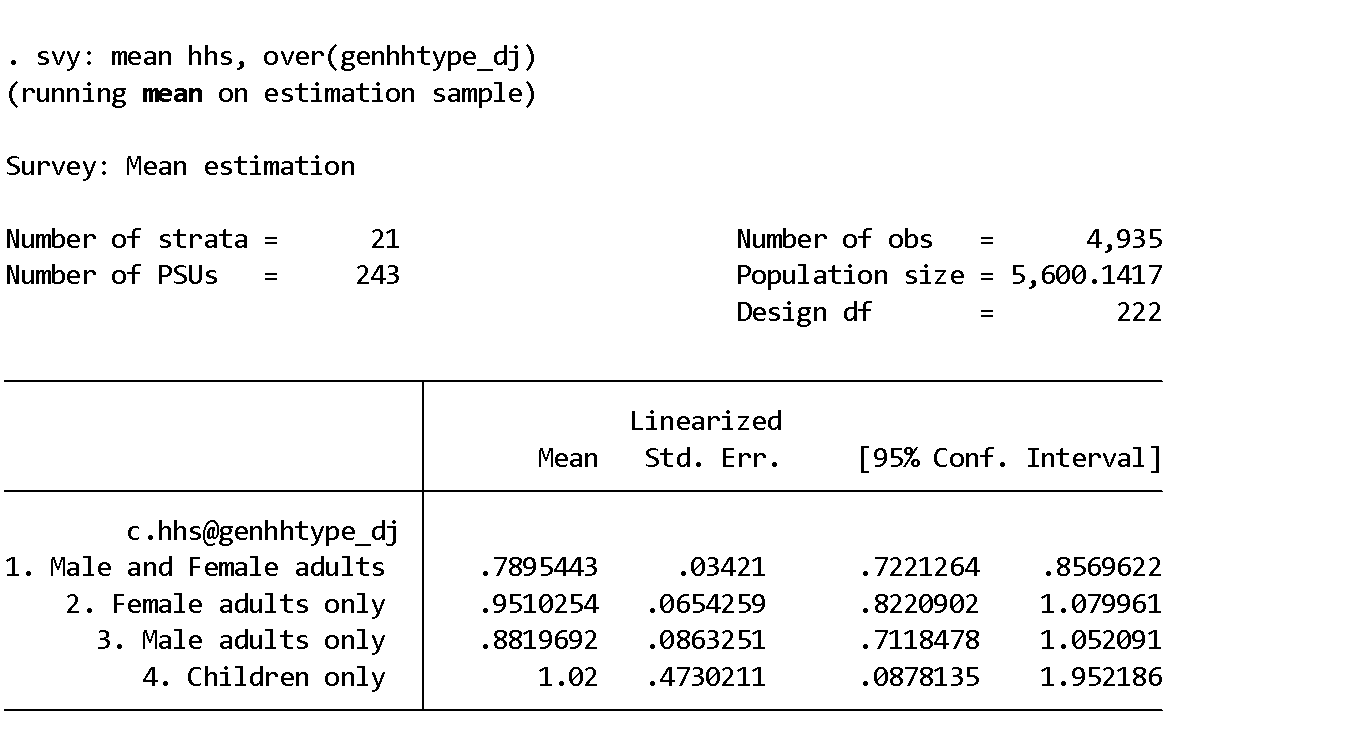 . svy: mean hhs, over(genhhtype_dj)
(running mean on estimation sample)
Survey: Mean estimation
Number of strata = 21 Number of obs = 4,935
Number of PSUs = 243 Population size = 5,600.1417
Design df = 222
Linearized
Mean Std. Err. [95% Conf. Interval]
c.hhs@genhhtype_dj
1. Male and Female adults .7895443 .03421 .7221264 .8569622
2. Female adults only .9510254 .0654259 .8220902 1.079961
3. Male adults only .8819692 .0863251 .7118478 1.052091
4. Children only 1.02 .4730211 .0878135 1.952186